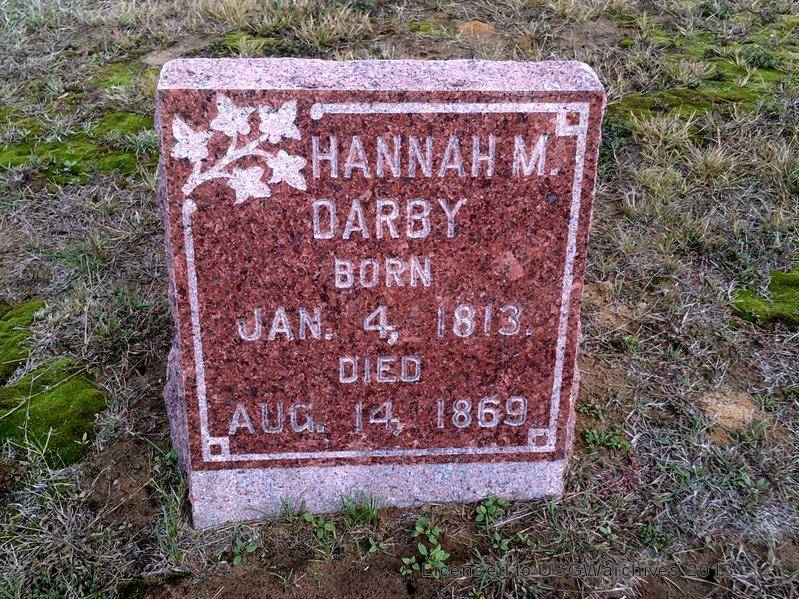 HANNAH M.
DARBY
BORN
JAN. 4, 1813.
DIED
AUG. 14, 1869.
Licensed to USGWarchives 2013